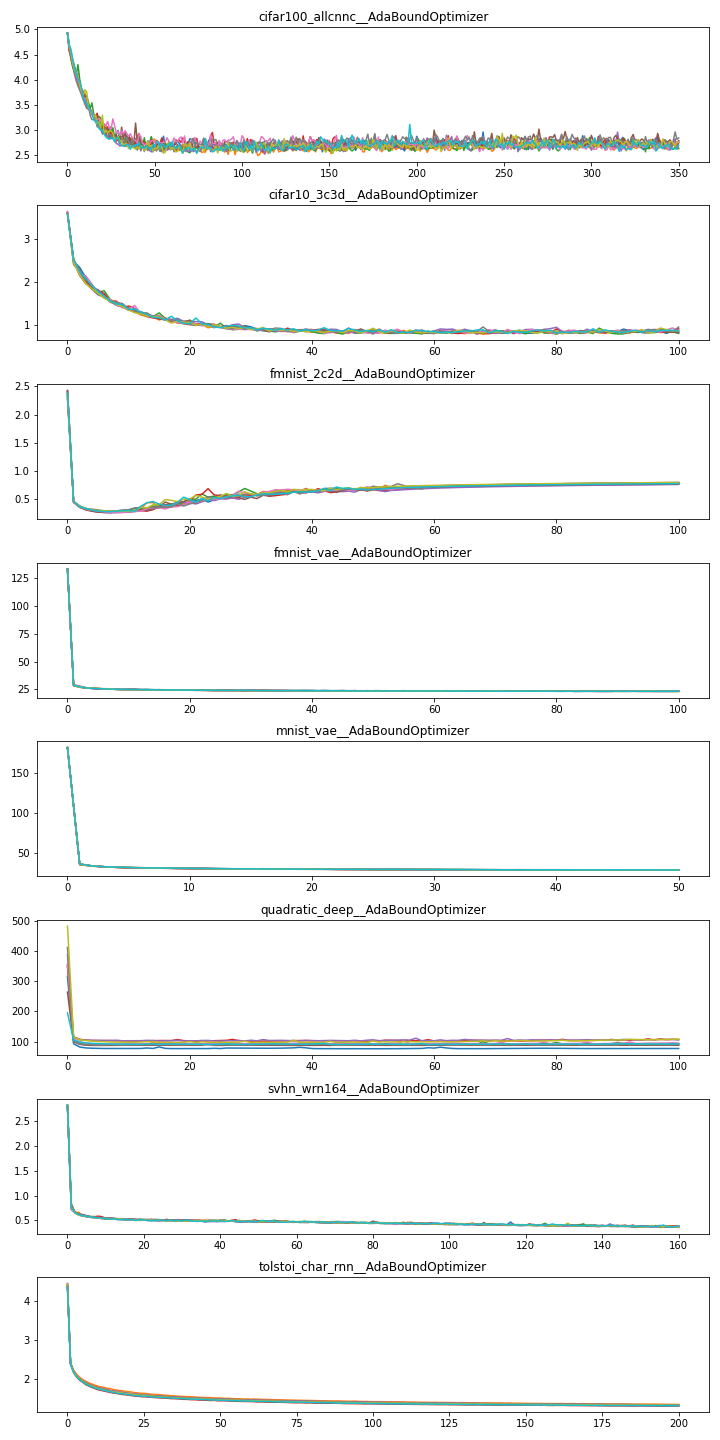 cifar100_allcnnc__AdaBoundOptimizer
5.0
4.5
4.0
3.5
3.0
2.5
0 50 100 150 200 250 300 350
cifar10_3c3d__AdaBoundOptimizer
3
2
1
0 20 40 60 80 100
fmnist_2c2d__AdaBoundOptimizer
2.5
2.0
1.5
1.0
0.5
0 20 40 60 80 100
fmnist_vae__AdaBoundOptimizer
125
100
75
50
25
0 20 40 60 80 100
mnist_vae__AdaBoundOptimizer
150
100
50
0 10 20 30 40 50
quadratic_deep__AdaBoundOptimizer
500
400
300
200
100
0 20 40 60 80 100
svhn_wrn164__AdaBoundOptimizer
2.5
2.0
1.5
1.0
0.5
0 20 40 60 80 100 120 140 160
tolstoi_char_rnn__AdaBoundOptimizer
4
3
2
0 25 50 75 100 125 150 175 200